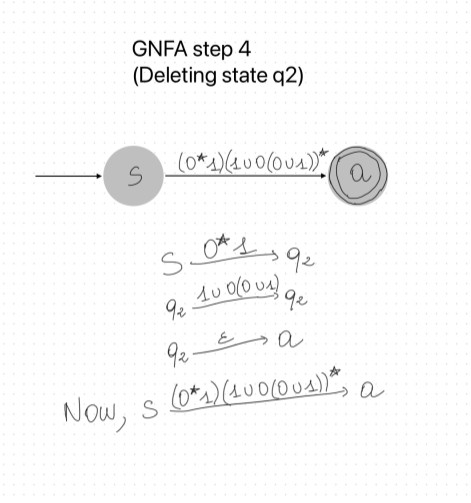 GNFA step 4
(Deleting state q2)
S (0*1)(1∪0(0∪1))* a
S 0*1 q2
q2 1∪0(0∪1) q2
q2 ε a
Now, S (0*1)(1∪0(0∪1))* a